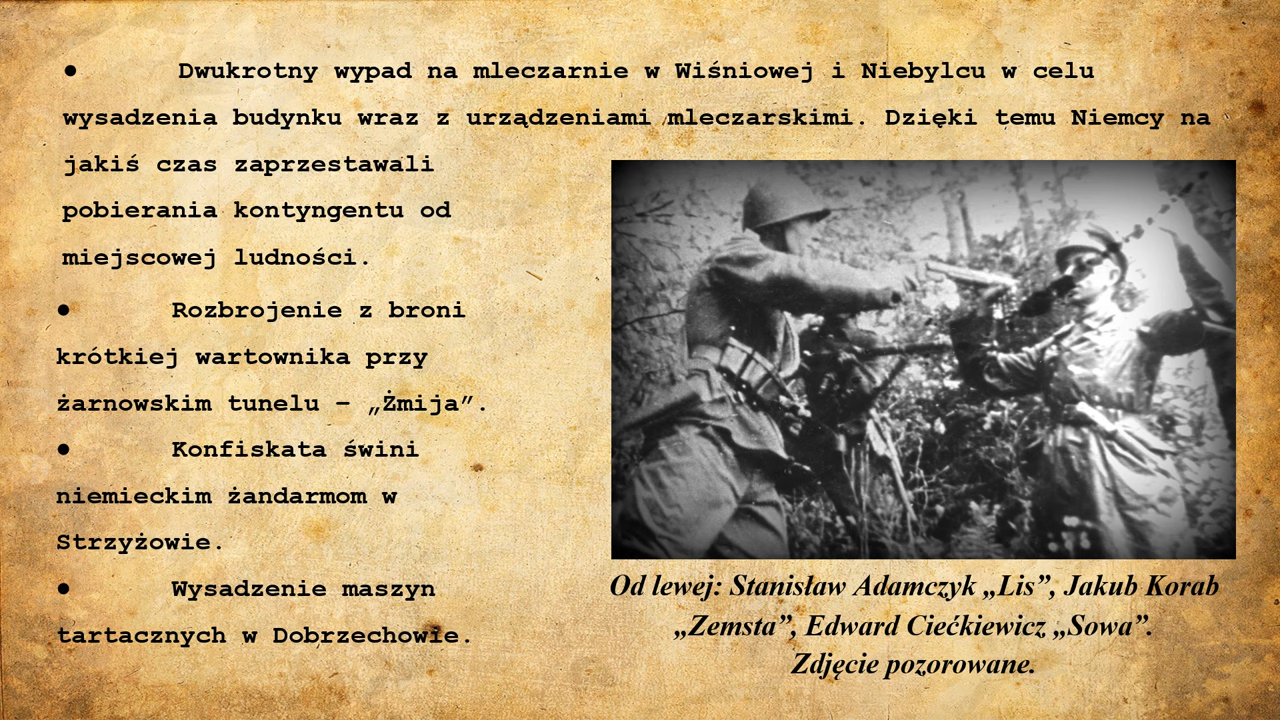 ● Dwukrotny wypad na mleczarnie w Wiśniowej i Niebylcu w celu
wysadzenia budynku wraz z urządzeniami mleczarskimi. Dzięki temu Niemcy na
jakiś czas zaprzestawali
pobierania kontyngentu od
miejscowej ludności.
● Rozbrojenie z broni
krótkiej wartownika przy
żarnowskim tunelu – „Żmija”.
● Konfiskata świni
niemieckim żandarmom w
Strzyżowie.
● Wysadzenie maszyn
tartacznych w Dobrzechowie.
Od lewej: Stanisław Adamczyk „Lis”, Jakub Korab
„Zemsta”, Edward Ciećkiewicz „Sowa”.
Zdjęcie pozorowane.